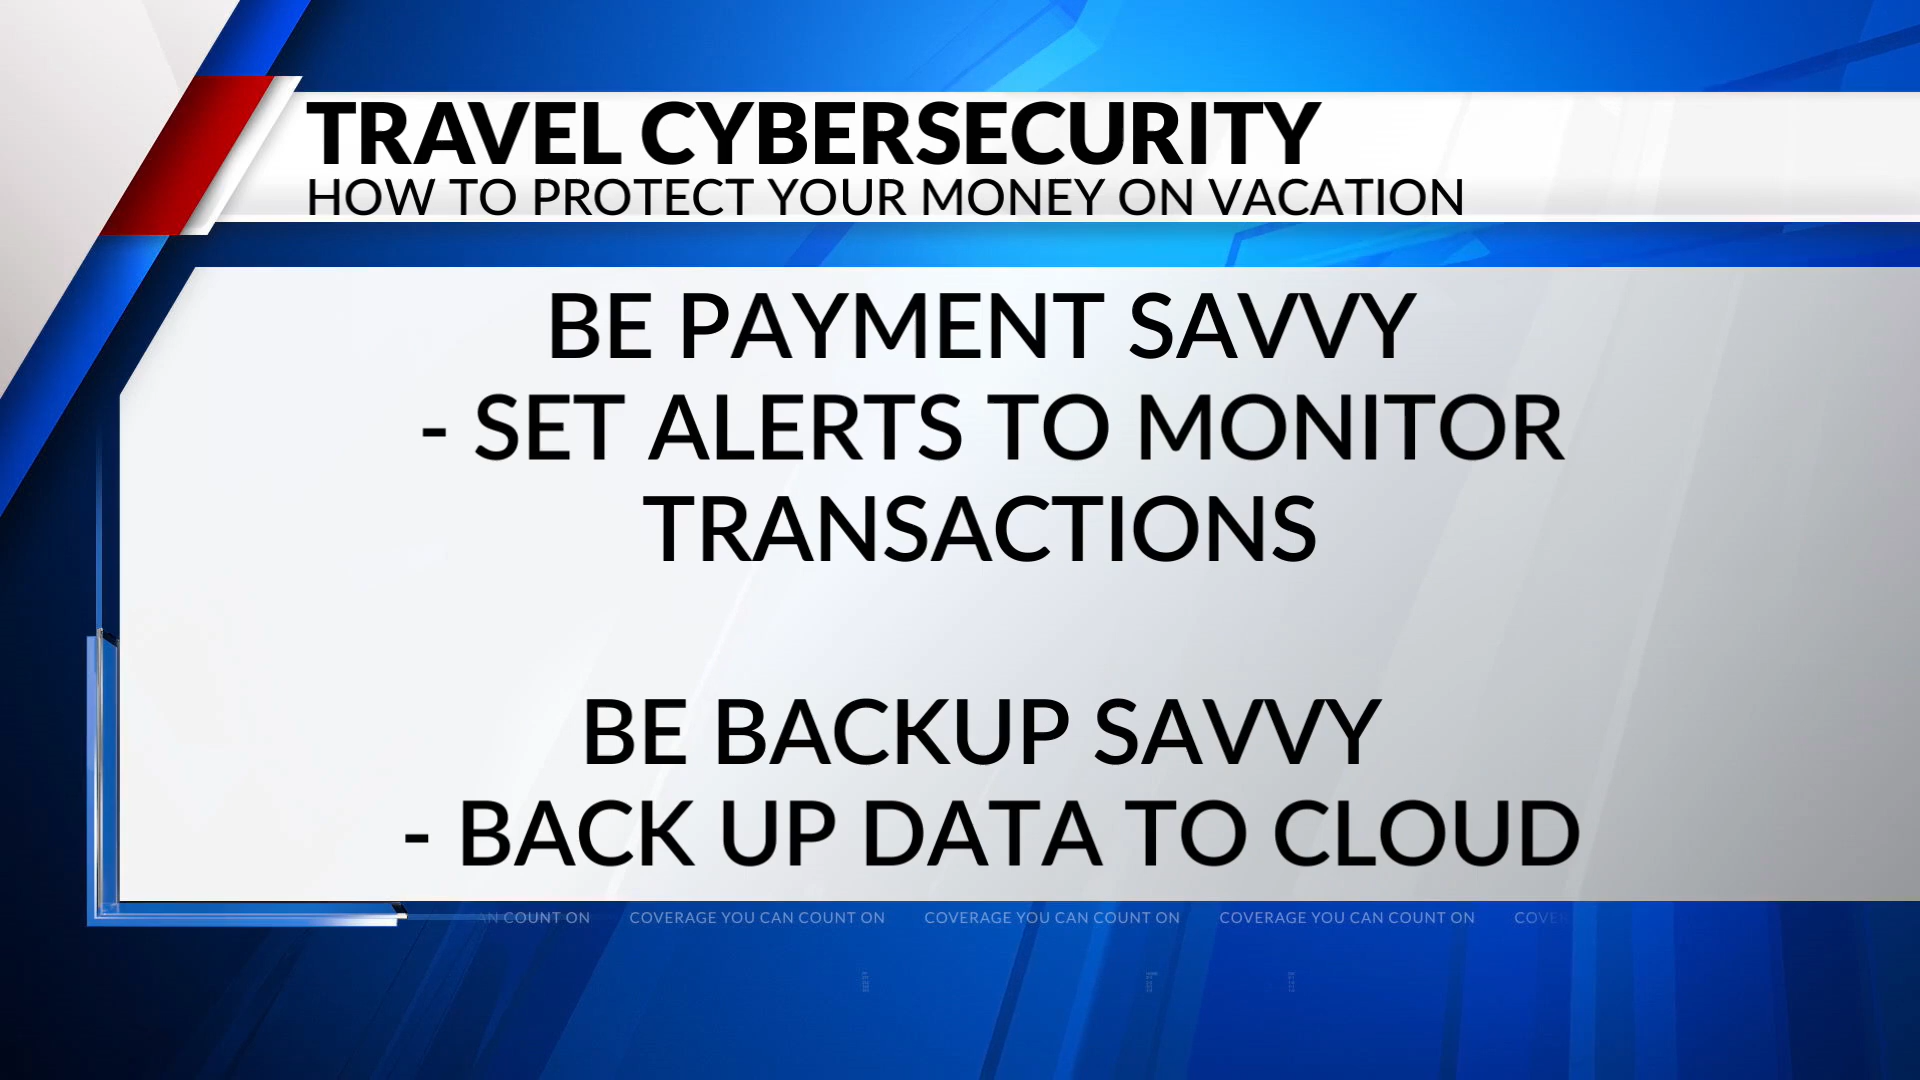 TRAVEL CYBERSECURITY
HOW TO PROTECT YOUR MONEY ON VACATION
BE PAYMENT SAVVY
- SET ALERTS TO MONITOR
TRANSACTIONS
BE BACKUP SAVVY
- BACK UP DATA TO CLOUD
COUNT ON COVERAGE YOU CAN COUNT ON COVERAGE YOU CAN COUNT ON COVERAGE YOU CAN COUNT ON